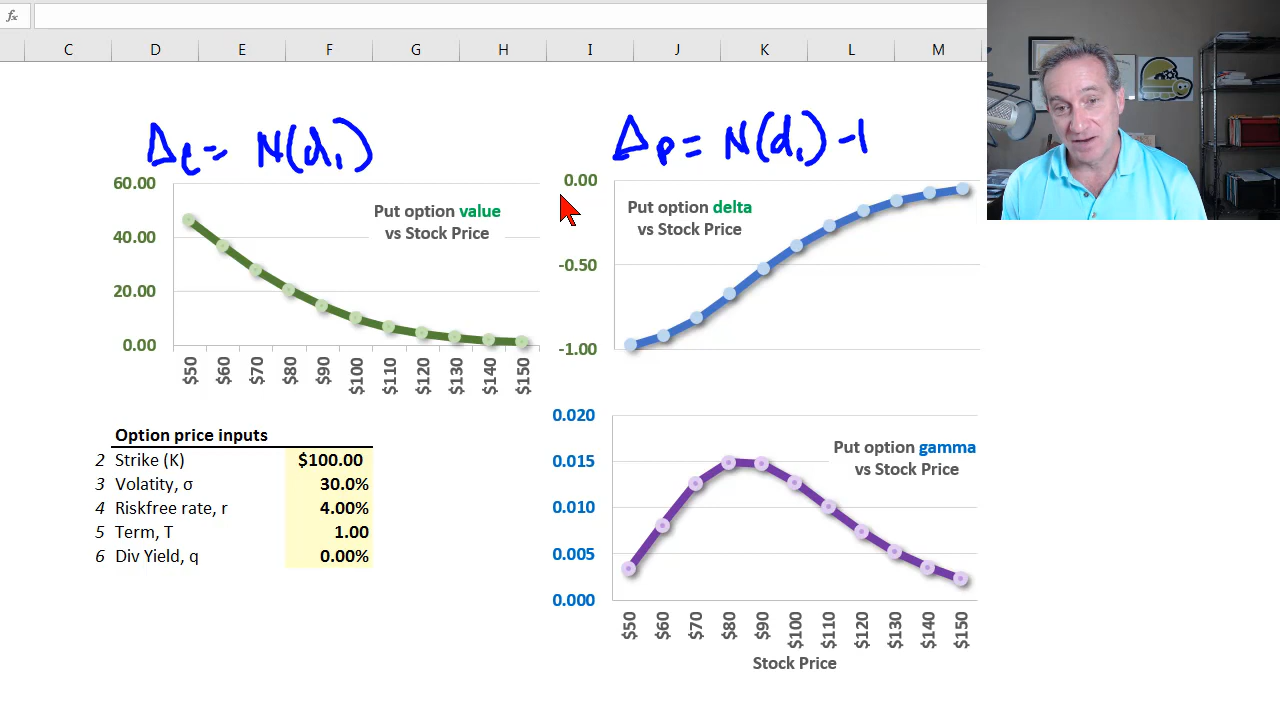 fx
C D E F G H I J K L M
Δc = N(d₁)
Δp = N(d₁) -1
60.00
40.00
20.00
0.00
Put option value
vs Stock Price
$50 $60 $70 $80 $90 $100 $110 $120 $130 $140 $150
0.00
-0.50
-1.00
Put option delta
vs Stock Price
Option price inputs
2 Strike (K) $100.00
3 Volatity, σ 30.0%
4 Riskfree rate, r 4.00%
5 Term, T 1.00
6 Div Yield, q 0.00%
0.020
0.015
0.010
0.005
0.000
Put option gamma
vs Stock Price
$50 $60 $70 $80 $90 $100 $110 $120 $130 $140 $150
Stock Price